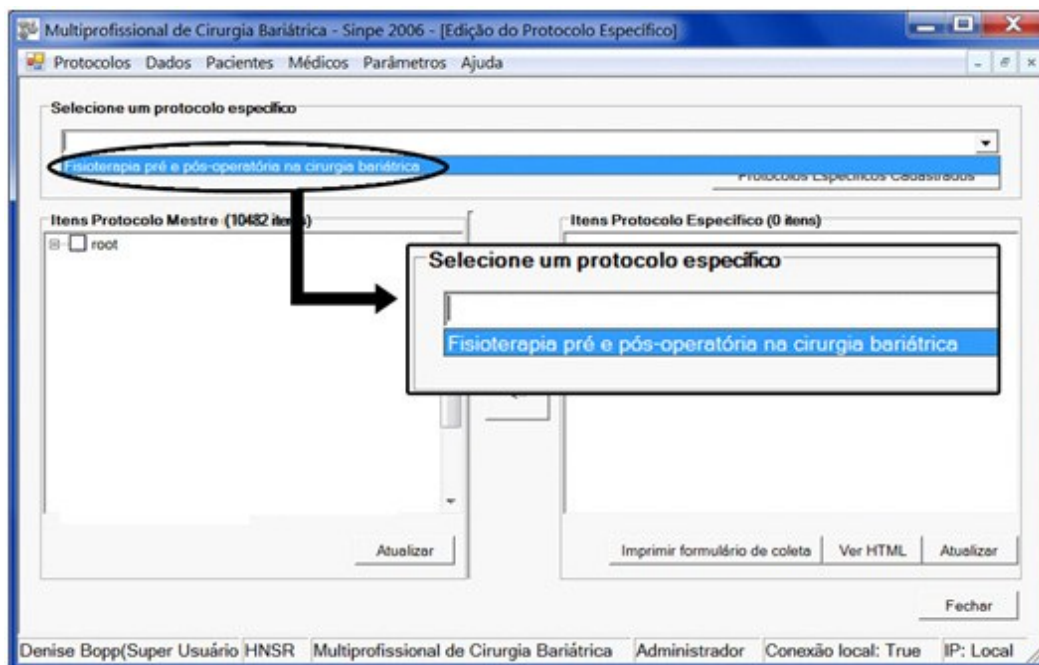 Multiprofissional de Cirurgia Bariátrica - Sinpe 2006 - [Edição do Protocolo Específico]
Protocolos Dados Pacientes Médicos Parâmetros Ajuda
Selecione um protocolo específico
Fisioterapia pré e pós-operatória na cirurgia bariátrica
Protocolos Específicos Cadastrados
Itens Protocolo Mestre (10482 itens)
Itens Protocolo Específico (0 itens)
root
Selecione um protocolo específico
Fisioterapia pré e pós-operatória na cirurgia bariátrica
Atualizar
Imprimir formulário de coleta Ver HTML Atualizar
Fechar
Denise Bopp(Super Usuário HNSR Multiprofissional de Cirurgia Bariátrica Administrador Conexão local: True IP: Local